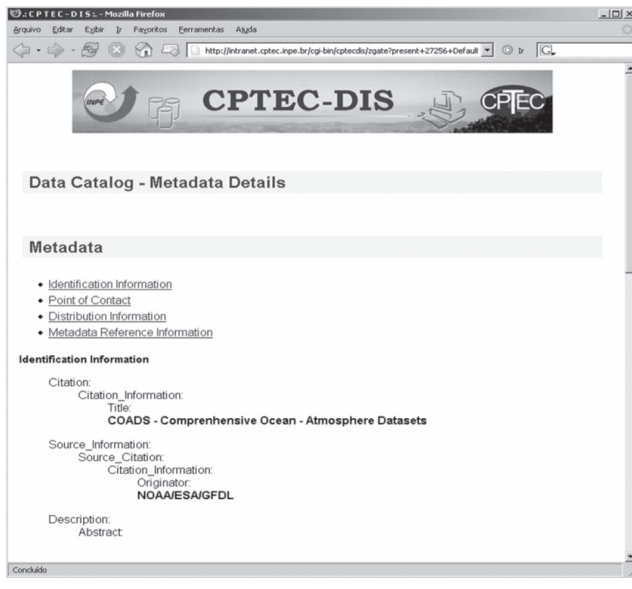 .: C P T E C - D I S :. - Mozilla Firefox
Arquivo Editar Exibir Ir Favoritos Ferramentas Ajuda
http://intranet.cptec.inpe.br/cgi-bin/cptecdis/zgate?present+27256+Default Ir
INPE CPTEC-DIS CPTEC
Data Catalog - Metadata Details
Metadata
• Identification Information
• Point of Contact
• Distribution Information
• Metadata Reference Information
Identification Information
Citation:
Citation_Information:
Title:
COADS - Comprenhensive Ocean - Atmosphere Datasets
Source_Information:
Source_Citation:
Citation_Information:
Originator:
NOAA/ESA/GFDL
Description:
Abstract:
Concluído